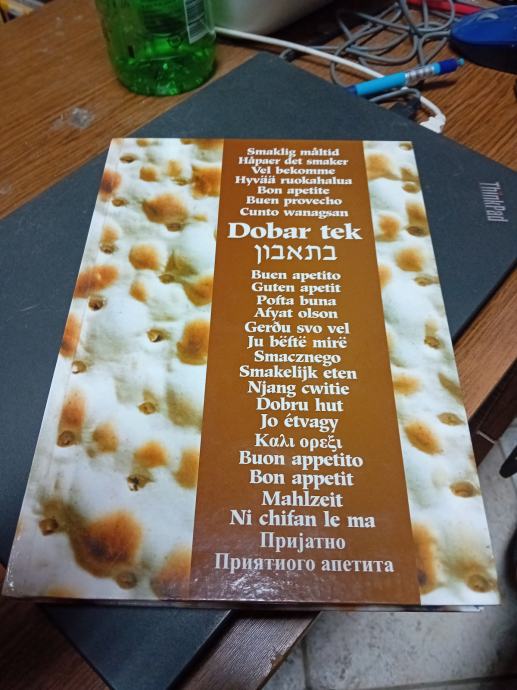 Smaklig måltid
Håpaer det smaker
Vel bekomme
Hyvää ruokahalua
Bon apetite
Buen provecho
Cunto wanagsan
Dobar tek
בתאבון
Buen apetito
Guten apetit
Pofta buna
Afyat olson
Gerðu svo vel
Ju bëftë mirë
Smacznego
Smakelijk eten
Njang cwitie
Dobru hut
Jo étvagy
Καλι ορεξι
Buon appetito
Bon appetit
Mahlzeit
Ni chifan le ma
Пријатно
Приятного апетита
ThinkPad